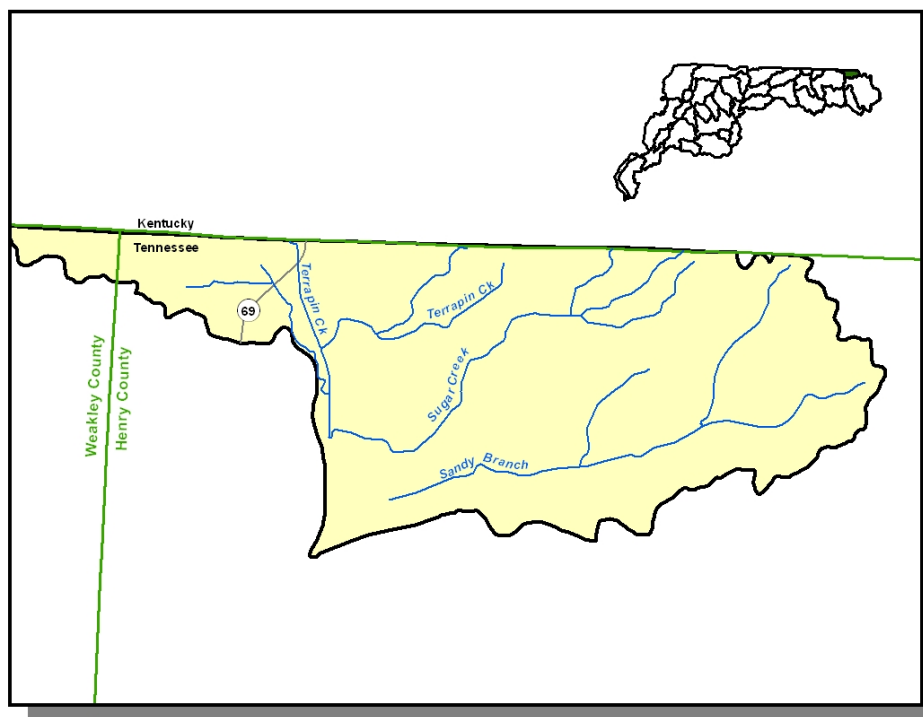 Kentucky
Tennessee
Terrapin Ck
Terrapin Ck
69
Weakley County
Henry County
Sugar Creek
Sandy Branch